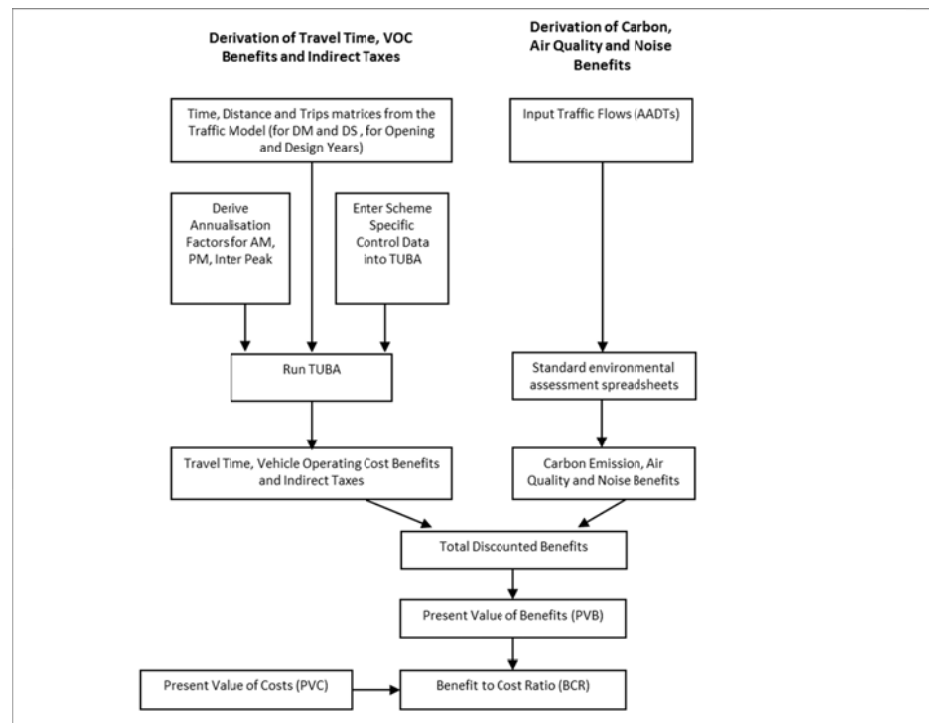 Derivation of Travel Time, VOC
Benefits and Indirect Taxes
Derivation of Carbon,
Air Quality and Noise
Benefits
Time, Distance and Trips matrices from the
Traffic Model (for DM and DS , for Opening
and Design Years)
Input Traffic Flows (AADTs)
Derive
Annualisation
Factors for AM,
PM, Inter Peak
Enter Scheme
Specific
Control Data
into TUBA
Run TUBA
Standard environmental
assessment spreadsheets
Travel Time, Vehicle Operating Cost Benefits
and Indirect Taxes
Carbon Emission, Air
Quality and Noise Benefits
Total Discounted Benefits
Present Value of Benefits (PVB)
Present Value of Costs (PVC)
Benefit to Cost Ratio (BCR)